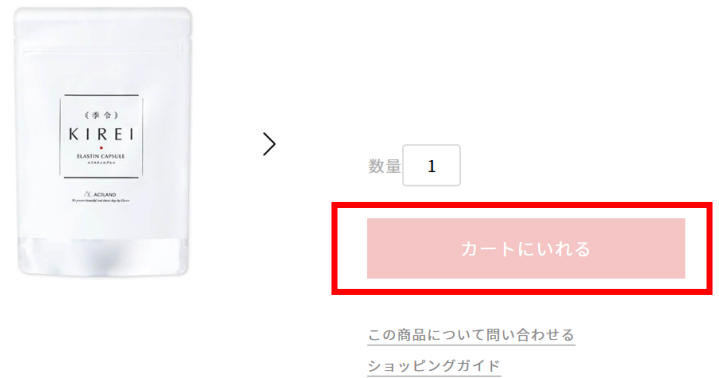 《季令》
KIREI
ELASTIN CAPSULE
ACILAND
数量 1
カートにいれる
この商品について問い合わせる
ショッピングガイド